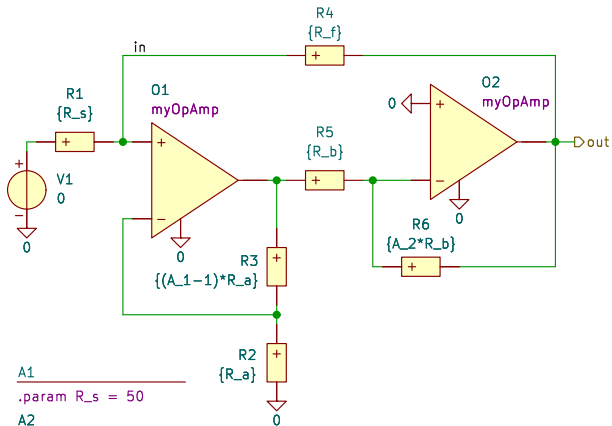 R4
{R_f}
in
O1
myOpAmp
O2
myOpAmp
R1
{R_s}
+
+
+
0
+
R5
{R_b}
+
out
+
V1
0
−
0
−
0
+
−
0
R6
{A_2*R_b}
+
R3
{(A_1-1)*R_a}
+
R2
{R_a}
+
0
A1
.param R_s = 50
A2